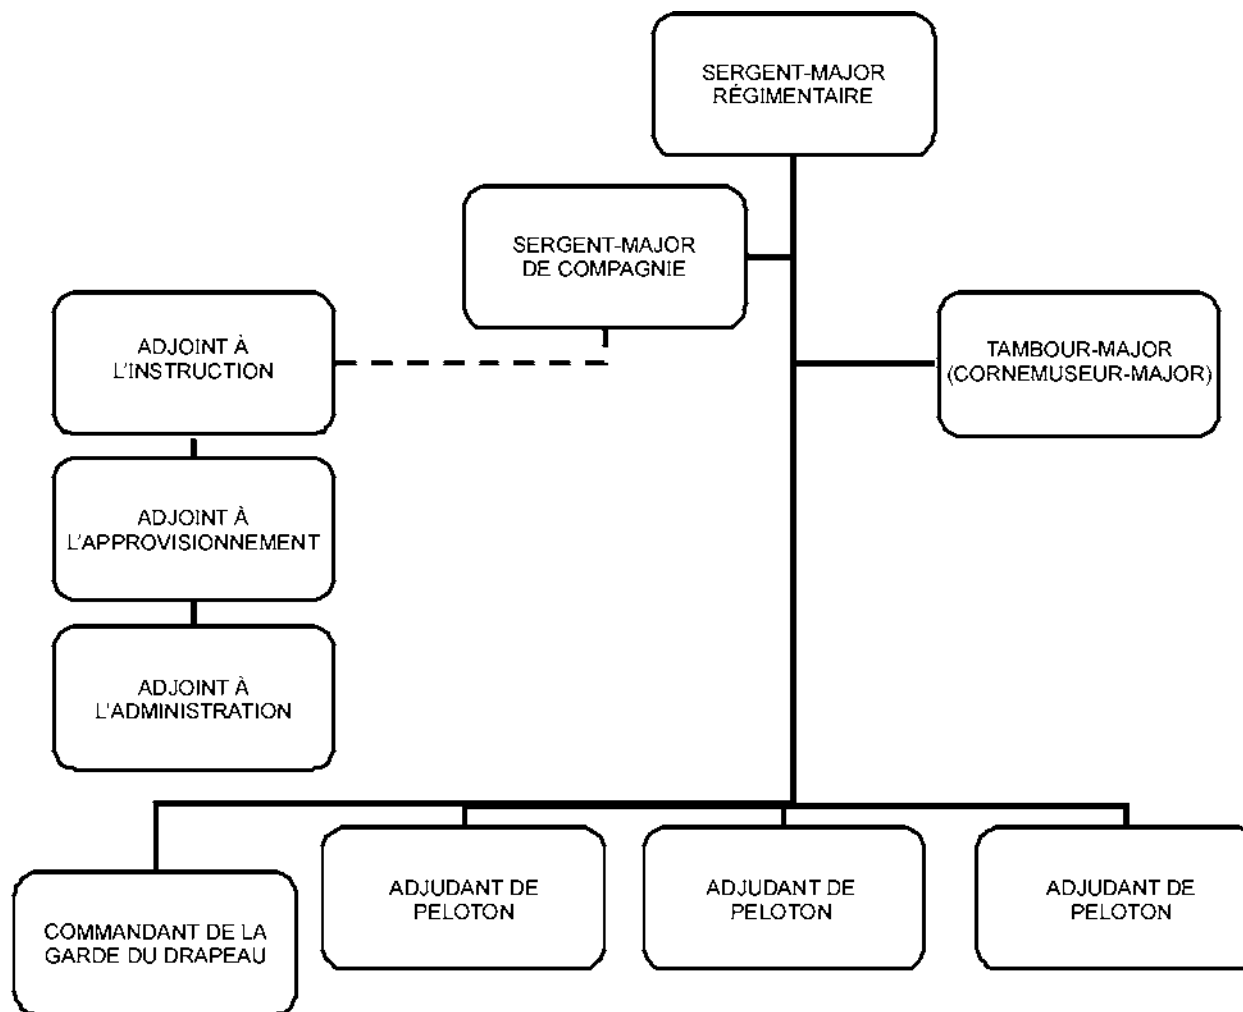 SERGENT-MAJOR
RÉGIMENTAIRE
SERGENT-MAJOR
DE COMPAGNIE
ADJOINT À
L'INSTRUCTION
TAMBOUR-MAJOR
(CORNEMUSEUR-MAJOR)
ADJOINT À
L'APPROVISIONNEMENT
ADJOINT À
L'ADMINISTRATION
COMMANDANT DE LA
GARDE DU DRAPEAU
ADJUDANT DE
PELOTON
ADJUDANT DE
PELOTON
ADJUDANT DE
PELOTON